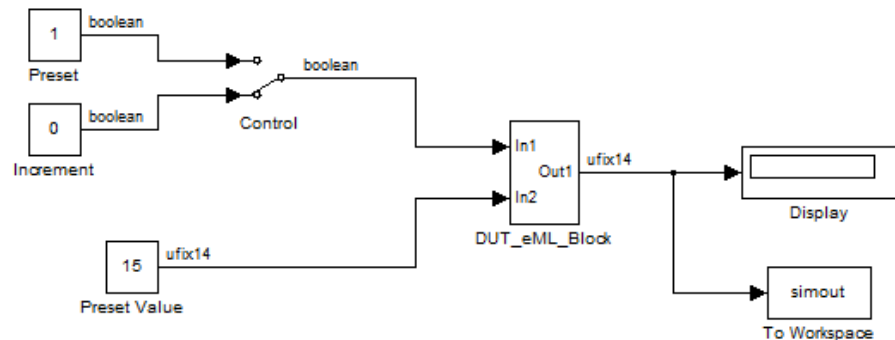 boolean
1
Preset
boolean
Control
boolean
0
Increment
In1
Out1
ufix14
In2
DUT_eML_Block
Display
ufix14
15
Preset Value
simout
To Workspace